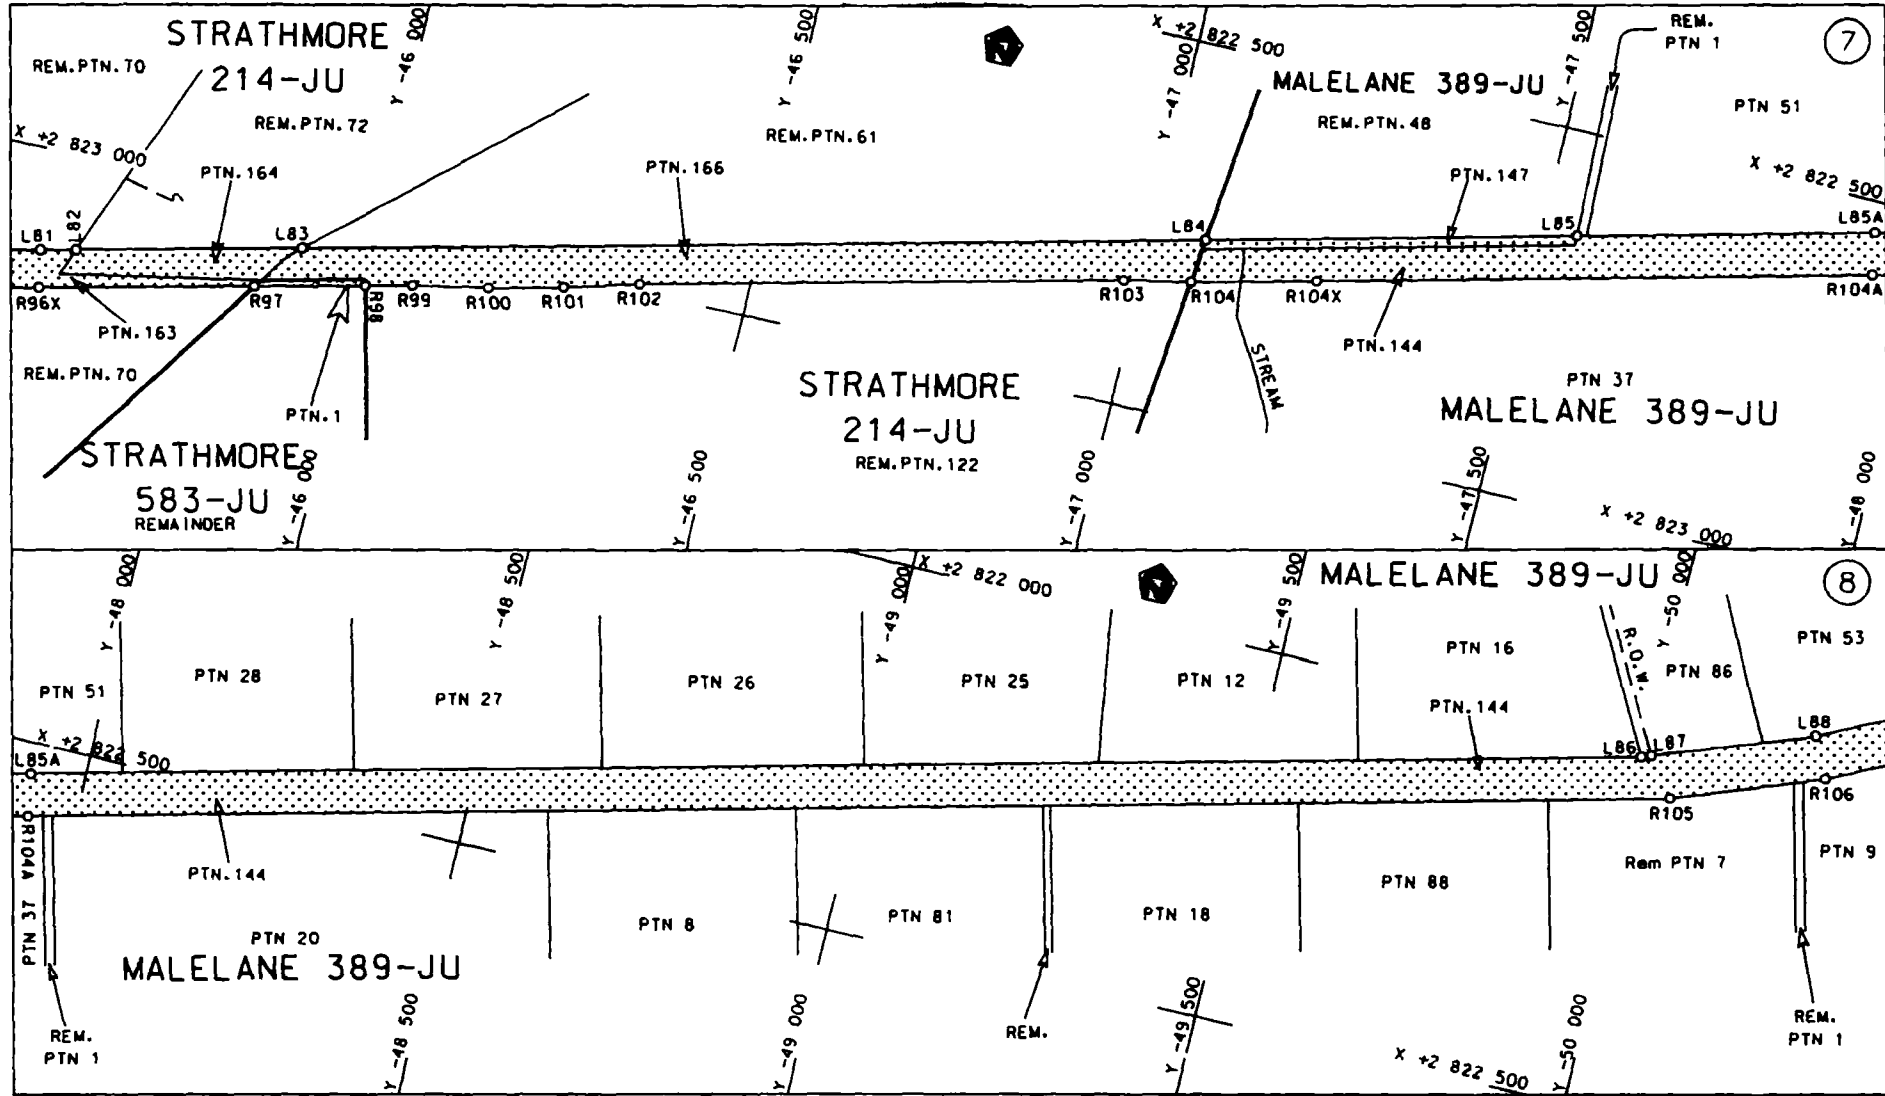 STRATHMORE
214-JU
REM.PTN.70
REM.PTN.72
Y -46 000
Y -46 500
X +2 822 500
Y -47 000
Y -47 500
REM.
PTN 1
7
MALELANE 389-JU
REM.PTN.61
REM.PTN.48
PTN 51
X +2 823 000
PTN.164
PTN.166
PTN.147
X +2 822 500
L81
L82
L83
L84
L85
L85A
R96X
R97
R98
R99
R100
R101
R102
R103
R104
R104X
R104A
PTN.163
REM.PTN.70
PTN.1
STREAM
PTN.144
PTN 37
MALELANE 389-JU
STRATHMORE
214-JU
REM.PTN.122
STRATHMORE
583-JU
REMAINDER
Y -46 000
Y -46 500
Y -47 000
Y -47 500
X +2 823 000
Y -48 000
Y -48 000
Y -48 500
Y -49 000
X +2 822 000
Y -49 500
MALELANE 389-JU
Y -50 000
8
PTN 51
PTN 28
PTN 27
PTN 26
PTN 25
PTN 12
PTN 16
R.O.W.
PTN 86
PTN 53
PTN.144
X +2 822 500
L85A
L86
L87
L88
R104A
R105
R106
PTN 37
PTN.144
PTN 20
MALELANE 389-JU
PTN 8
PTN 81
PTN 18
PTN 88
Rem PTN 7
PTN 9
REM.
PTN 1
REM.
REM.
PTN 1
Y -48 500
Y -49 000
Y -49 500
X +2 822 500
Y -50 000